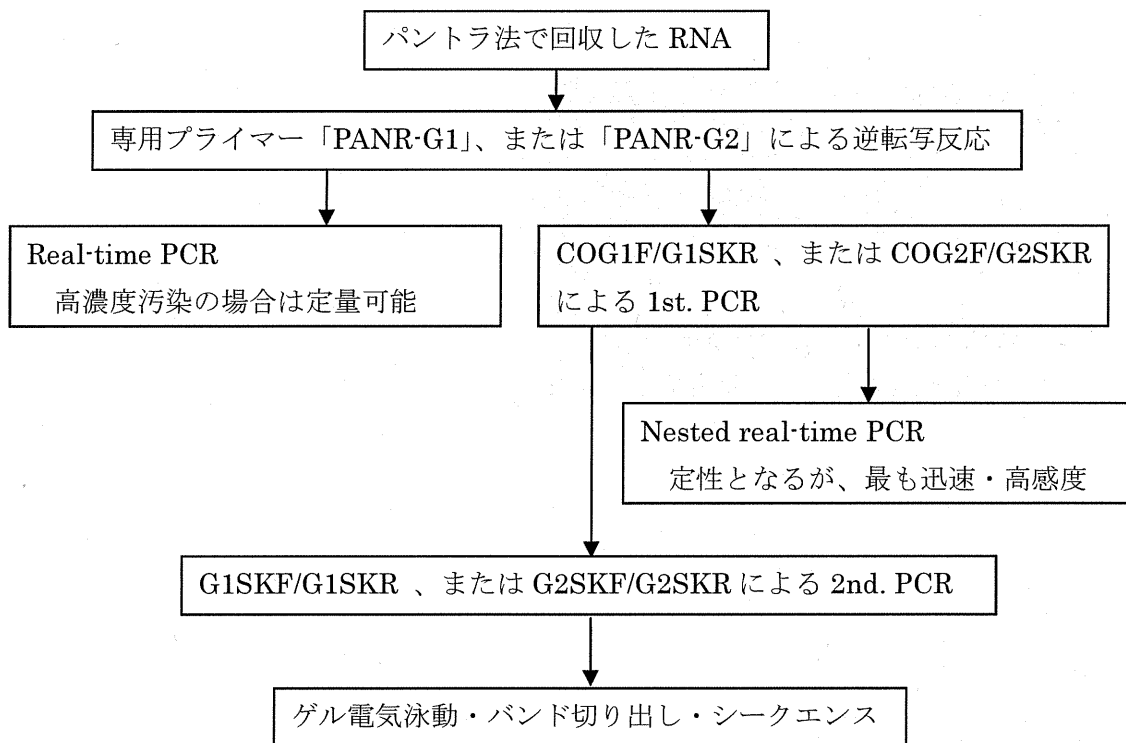 パントラ法で回収した RNA
専用プライマー「PANR-G1」、または「PANR-G2」による逆転写反応
Real-time PCR
高濃度汚染の場合は定量可能
COG1F/G1SKR 、または COG2F/G2SKR
による 1st. PCR
Nested real-time PCR
定性となるが、最も迅速・高感度
G1SKF/G1SKR 、または G2SKF/G2SKR による 2nd. PCR
ゲル電気泳動・バンド切り出し・シークエンス